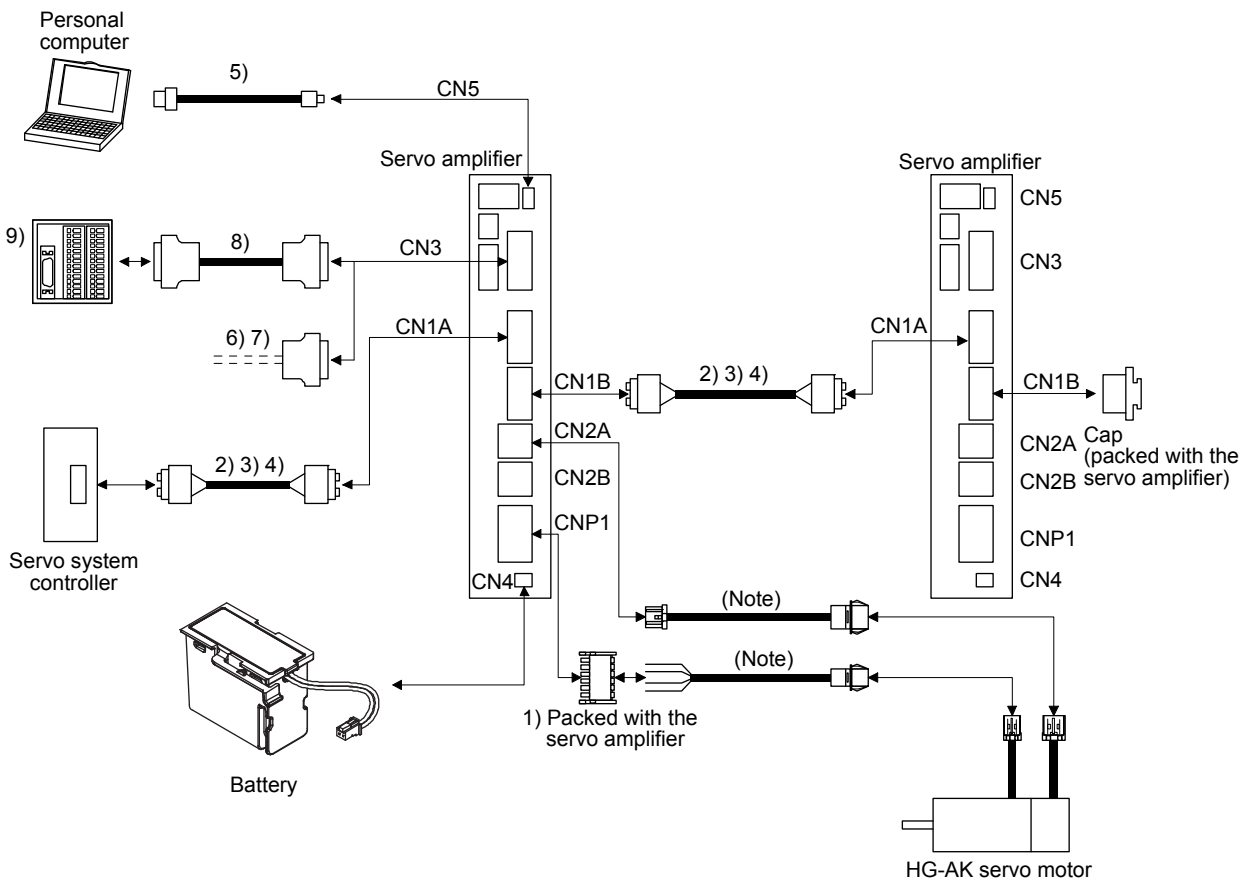 Personal
computer
5)
CN5
Servo amplifier
Servo amplifier
CN5
9)
8)
CN3
CN3
6) 7)
CN1A
CN1A
CN1B
2) 3) 4)
CN1B
CN2A
CN2A
Cap
(packed with the
servo amplifier)
2) 3) 4)
CN2B
CN2B
CNP1
CNP1
Servo system
controller
CN4
CN4
(Note)
(Note)
1) Packed with the
servo amplifier
Battery
HG-AK servo motor